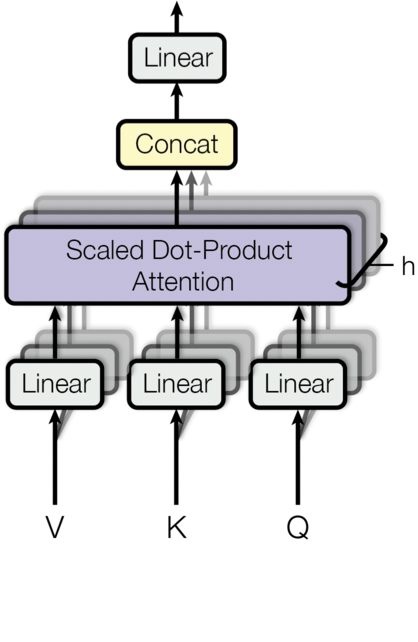 Linear
Concat
Scaled Dot-Product
Attention
h
Linear
Linear
Linear
V
K
Q